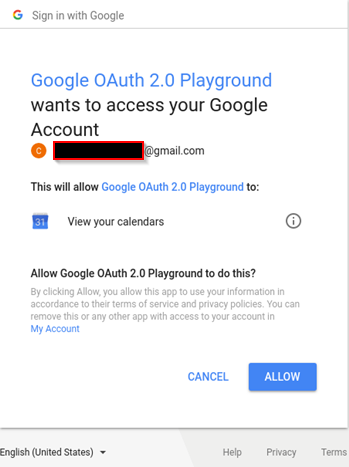 Sign in with Google
Google OAuth 2.0 Playground
wants to access your Google
Account
C @gmail.com
This will allow Google OAuth 2.0 Playground to:
31 View your calendars
Allow Google OAuth 2.0 Playground to do this?
By clicking Allow, you allow this app to use your information in
accordance to their terms of service and privacy policies. You can
remove this or any other app with access to your account in
My Account
CANCEL ALLOW
English (United States) Help Privacy Terms